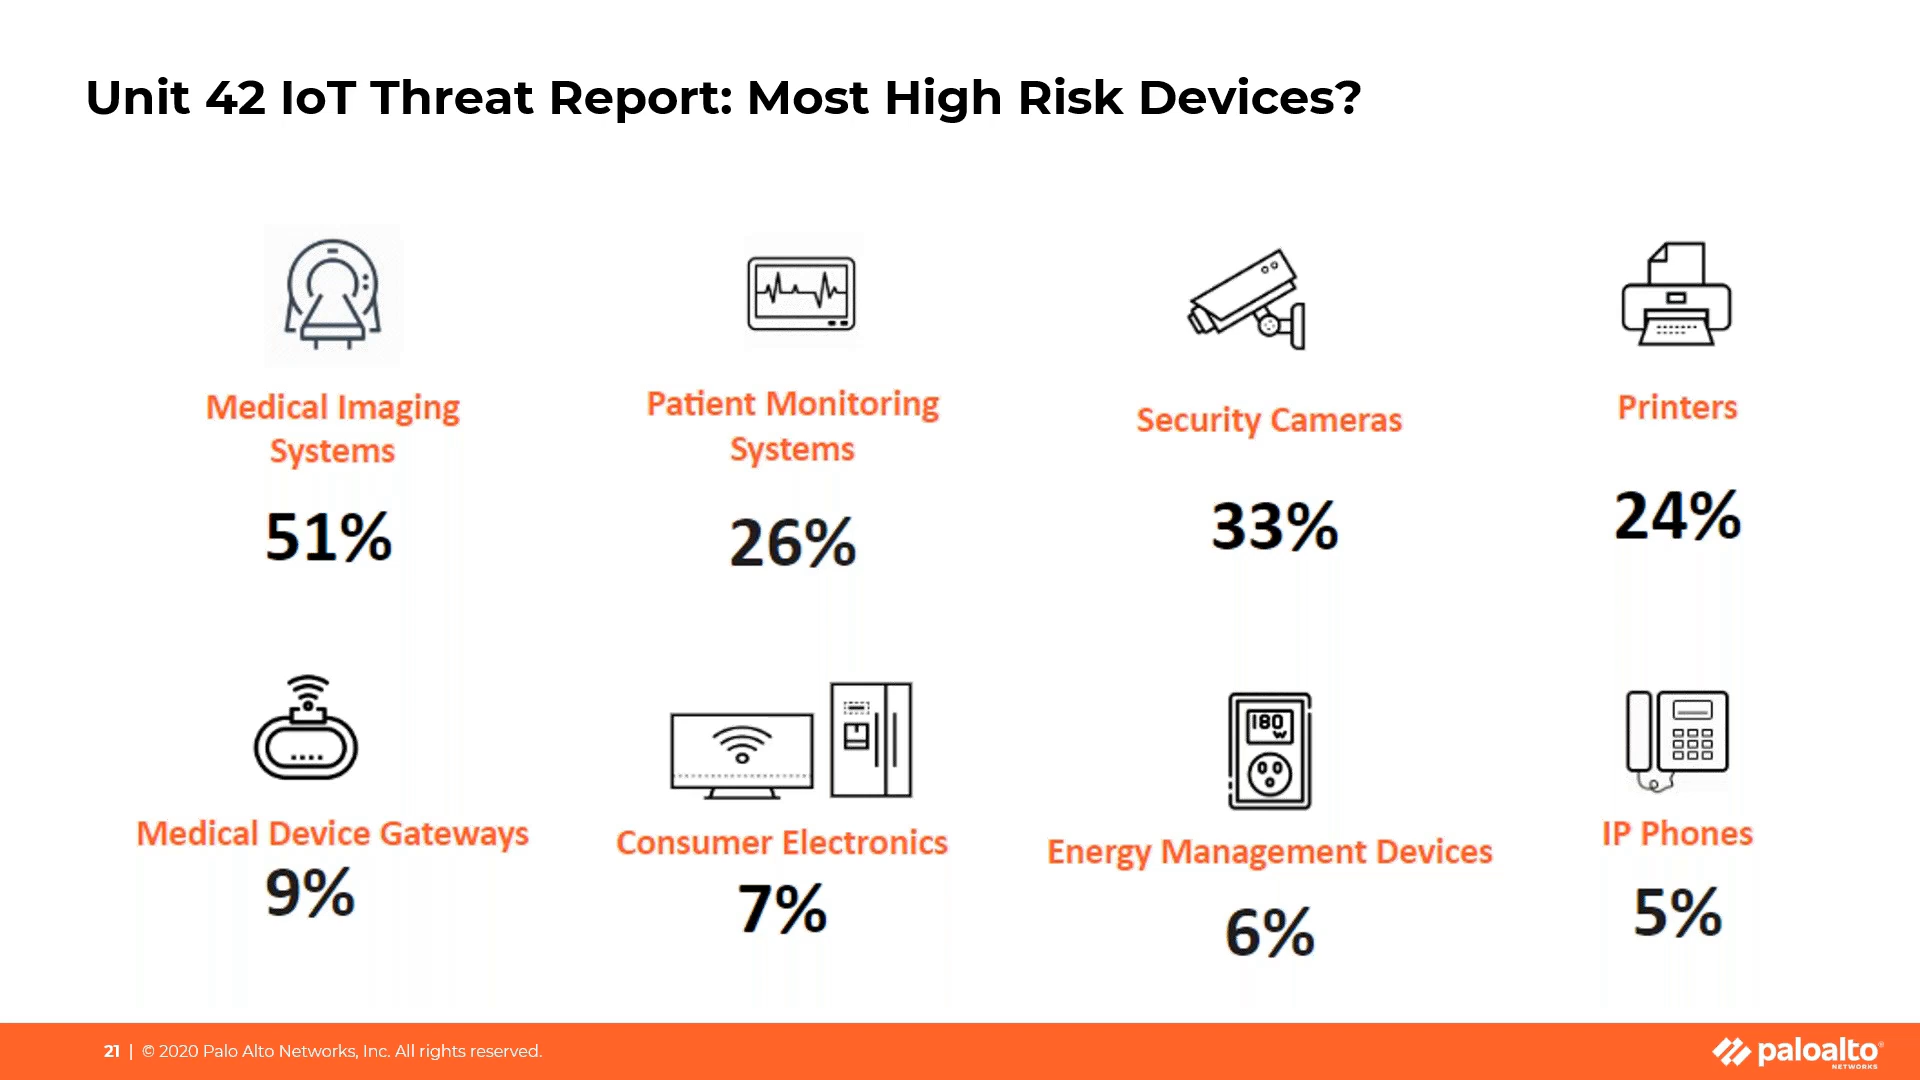 Unit 42 IoT Threat Report: Most High Risk Devices?
Medical Imaging
Systems
51%
Patient Monitoring
Systems
26%
Security Cameras
33%
Printers
24%
Medical Device Gateways
9%
Consumer Electronics
7%
180
W
Energy Management Devices
6%
IP Phones
5%
21 | © 2020 Palo Alto Networks, Inc. All rights reserved.
paloalto®
NETWORKS